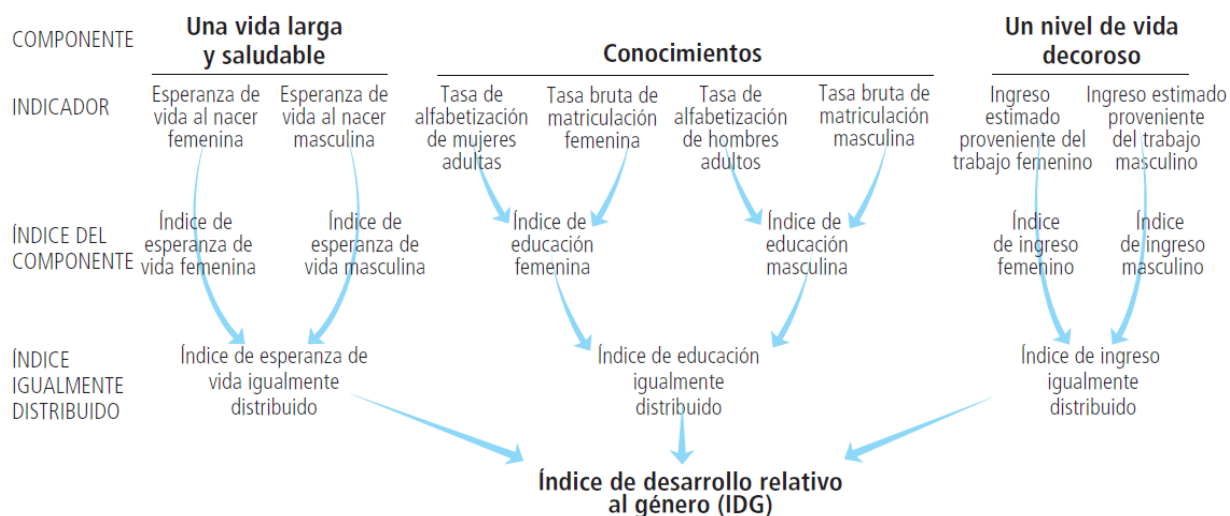 COMPONENTE
Una vida larga
y saludable
Conocimientos
Un nivel de vida
decoroso
INDICADOR
Esperanza de
vida al nacer
femenina
Esperanza de
vida al nacer
masculina
Tasa de
alfabetización
de mujeres
adultas
Tasa bruta de
matriculación
femenina
Tasa de
alfabetización
de hombres
adultos
Tasa bruta de
matriculación
masculina
Ingreso
estimado
proveniente del
trabajo femenino
Ingreso estimado
proveniente
del trabajo
masculino
ÍNDICE DEL
COMPONENTE
Índice de
esperanza de
vida femenina
Índice de
esperanza de
vida masculina
Índice de
educación
femenina
Índice de
educación
masculina
Índice
de ingreso
femenino
Índice
de ingreso
masculino
ÍNDICE
IGUALMENTE
DISTRIBUIDO
Índice de esperanza de
vida igualmente
distribuido
Índice de educación
igualmente
distribuido
Índice de ingreso
igualmente
distribuido
Índice de desarrollo relativo
al género (IDG)